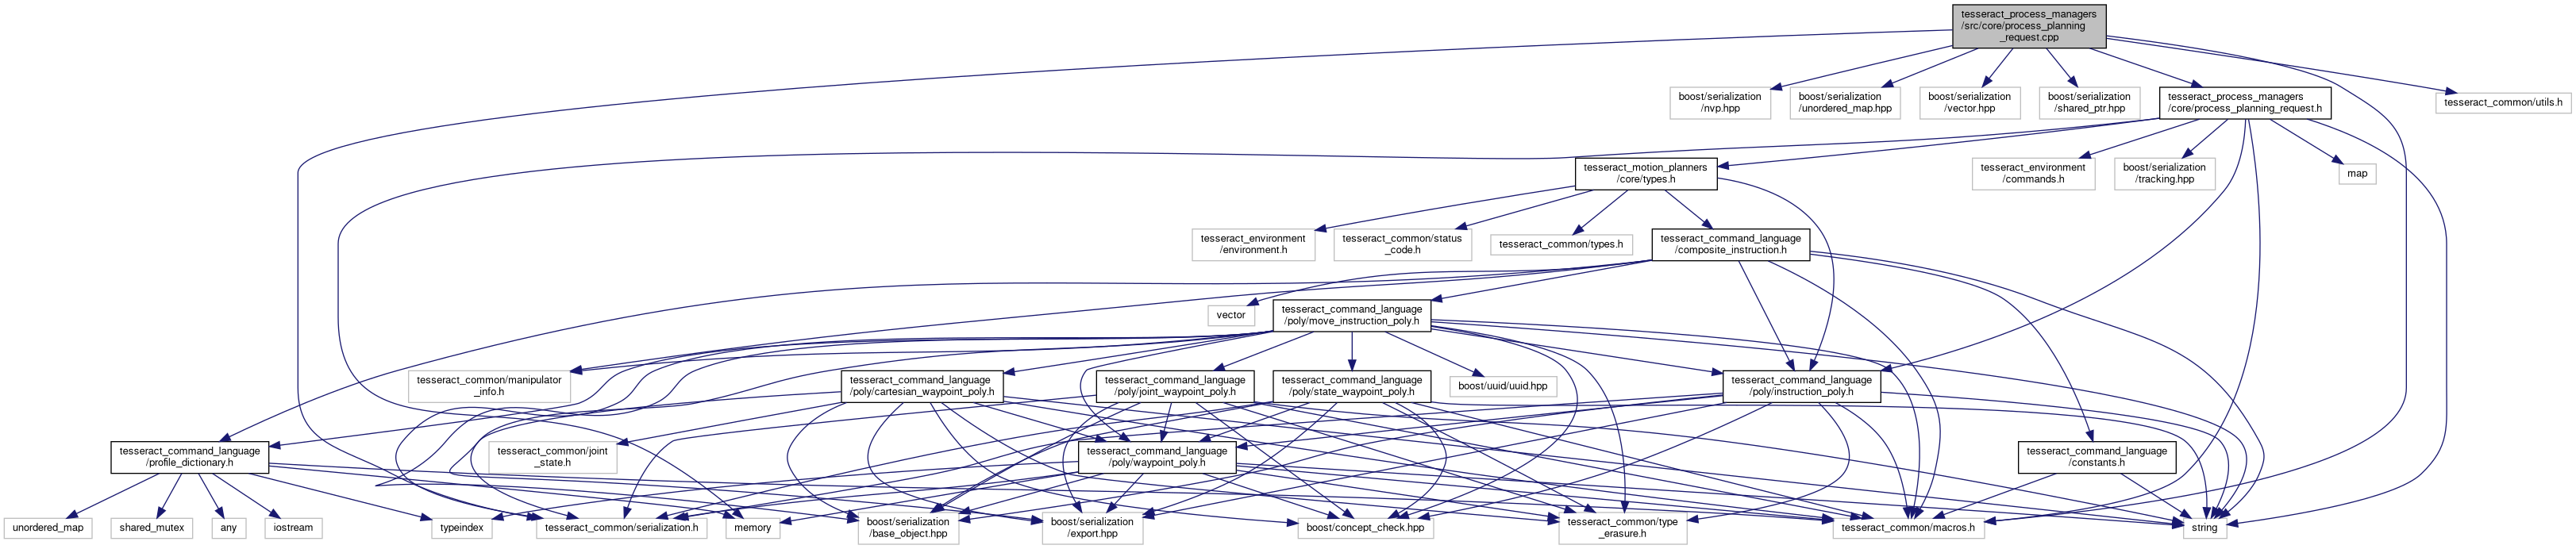 tesseract_process_managers
/src/core/process_planning
_request.cpp
boost/serialization
/nvp.hpp
boost/serialization
/unordered_map.hpp
boost/serialization
/vector.hpp
boost/serialization
/shared_ptr.hpp
tesseract_process_managers
/core/process_planning_request.h
tesseract_common/utils.h
tesseract_motion_planners
/core/types.h
tesseract_environment
/commands.h
boost/serialization
/tracking.hpp
map
tesseract_environment
/environment.h
tesseract_common/status
_code.h
tesseract_common/types.h
tesseract_command_language
/composite_instruction.h
vector
tesseract_command_language
/poly/move_instruction_poly.h
tesseract_common/manipulator
_info.h
tesseract_command_language
/poly/cartesian_waypoint_poly.h
tesseract_command_language
/poly/joint_waypoint_poly.h
tesseract_command_language
/poly/state_waypoint_poly.h
boost/uuid/uuid.hpp
tesseract_command_language
/poly/instruction_poly.h
tesseract_command_language
/profile_dictionary.h
tesseract_common/joint
_state.h
tesseract_command_language
/poly/waypoint_poly.h
tesseract_command_language
/constants.h
unordered_map
shared_mutex
any
iostream
typeindex
tesseract_common/serialization.h
memory
boost/serialization
/base_object.hpp
boost/serialization
/export.hpp
boost/concept_check.hpp
tesseract_common/type
_erasure.h
tesseract_common/macros.h
string